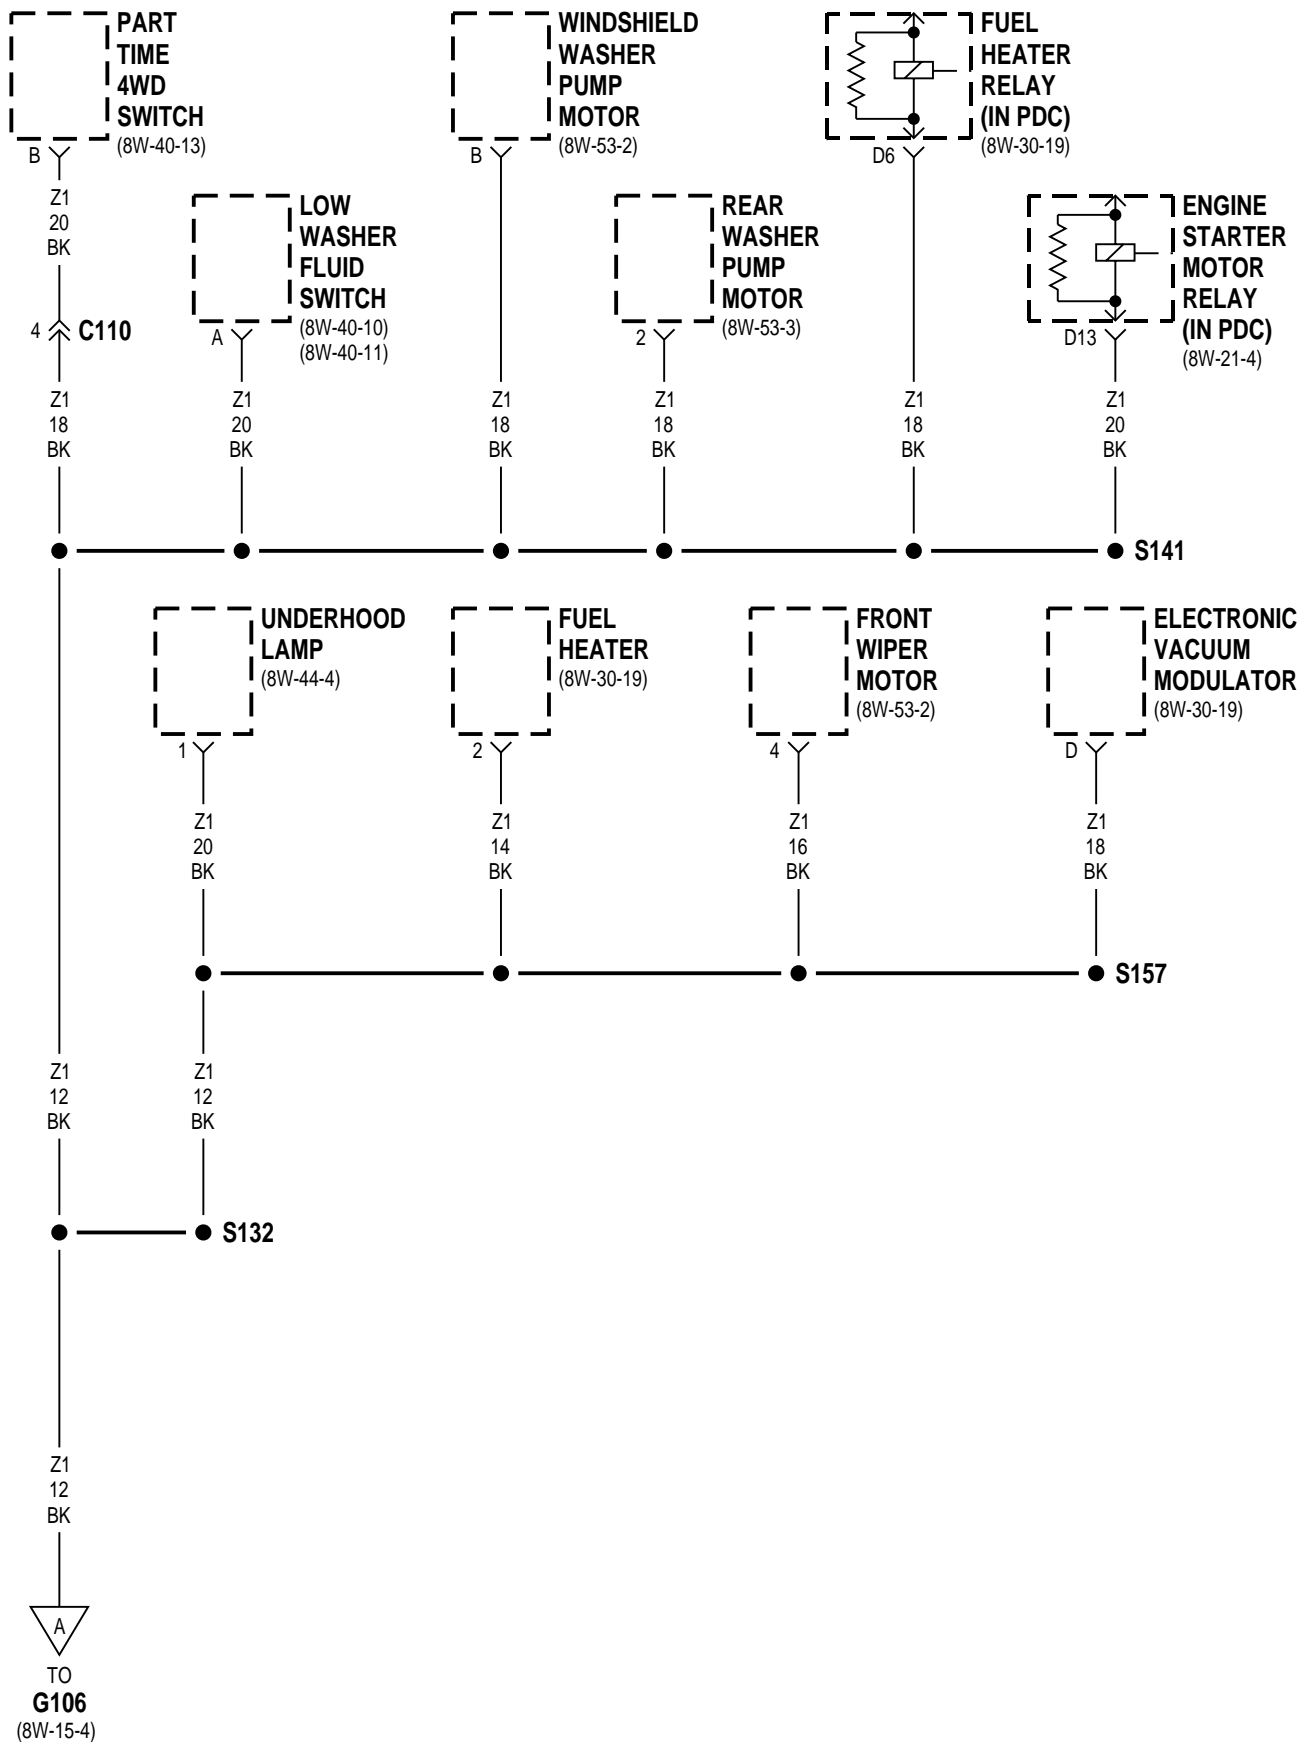 PART
TIME
4WD
SWITCH
(8W-40-13)
WINDSHIELD
WASHER
PUMP
MOTOR
(8W-53-2)
FUEL
HEATER
RELAY
(IN PDC)
(8W-30-19)
B
B
D6
Z1
20
BK
LOW
WASHER
FLUID
SWITCH
(8W-40-10)
(8W-40-11)
REAR
WASHER
PUMP
MOTOR
(8W-53-3)
ENGINE
STARTER
MOTOR
RELAY
(IN PDC)
(8W-21-4)
4
C110
A
2
D13
Z1
18
BK
Z1
20
BK
Z1
18
BK
Z1
18
BK
Z1
18
BK
Z1
20
BK
S141
UNDERHOOD
LAMP
(8W-44-4)
FUEL
HEATER
(8W-30-19)
FRONT
WIPER
MOTOR
(8W-53-2)
ELECTRONIC
VACUUM
MODULATOR
(8W-30-19)
1
2
4
D
Z1
20
BK
Z1
14
BK
Z1
16
BK
Z1
18
BK
S157
Z1
12
BK
Z1
12
BK
S132
Z1
12
BK
A
TO
G106
(8W-15-4)